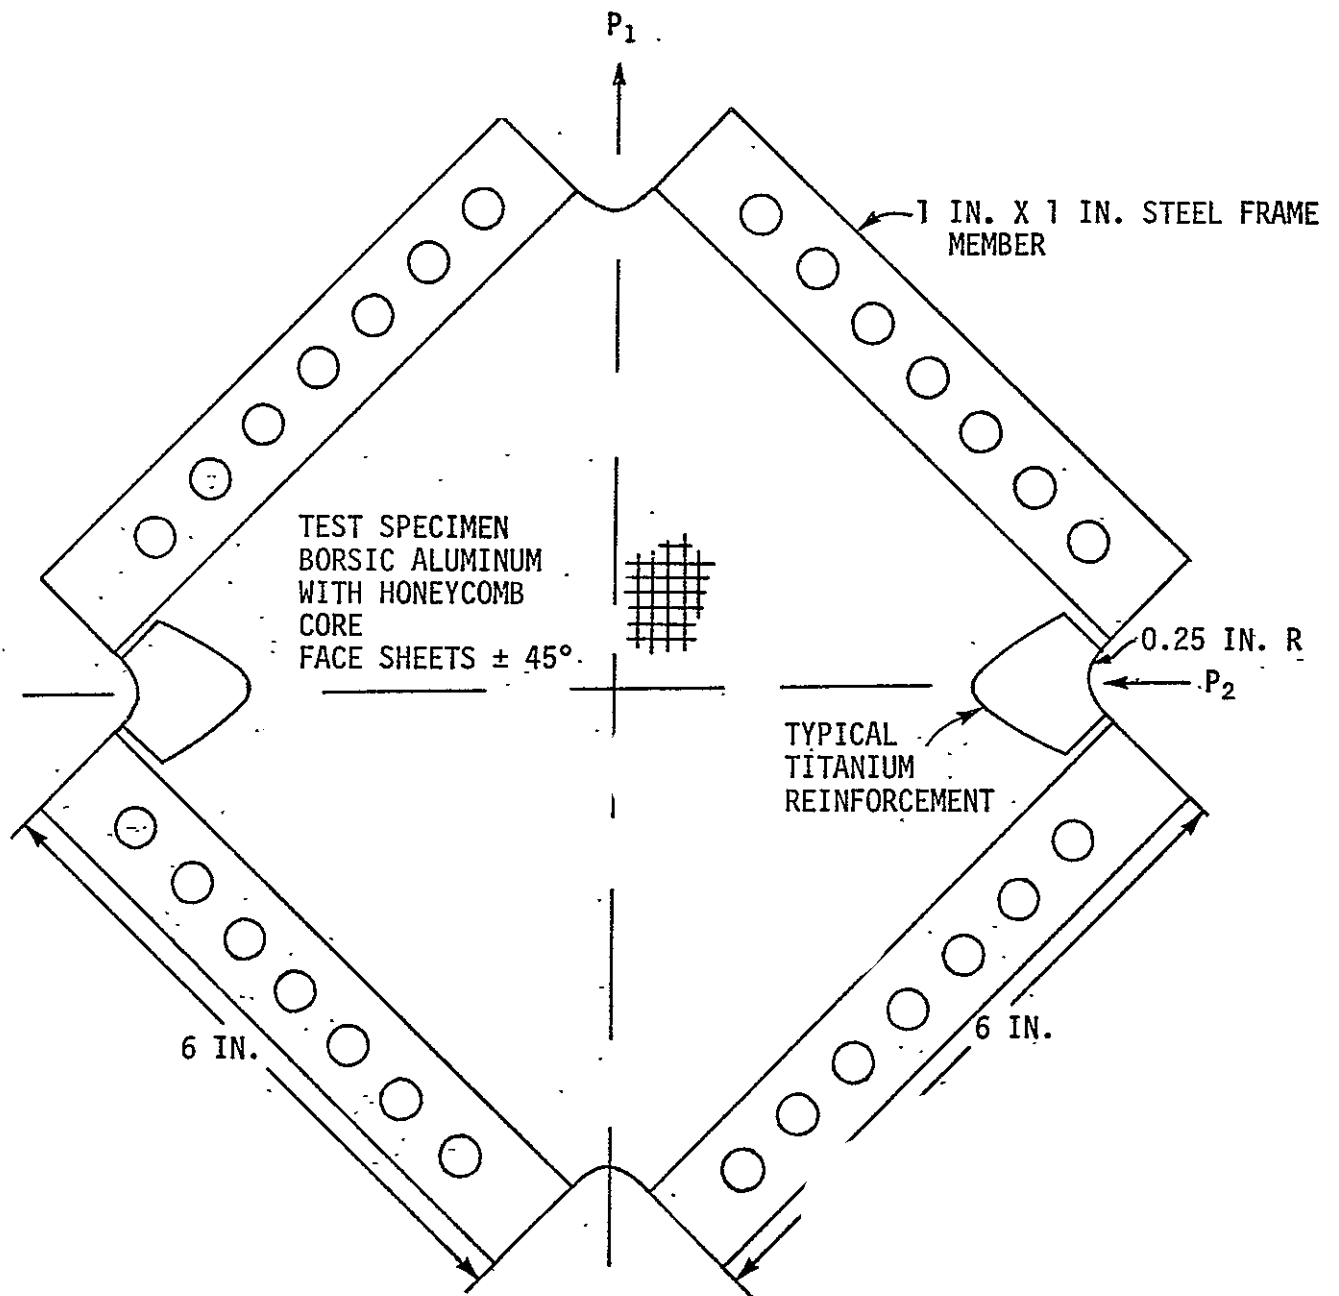 P1
1 IN. X 1 IN. STEEL FRAME
MEMBER
TEST SPECIMEN
BORSIC ALUMINUM
WITH HONEYCOMB
CORE
FACE SHEETS ± 45°
0.25 IN. R
P2
TYPICAL
TITANIUM
REINFORCEMENT
6 IN.
6 IN.